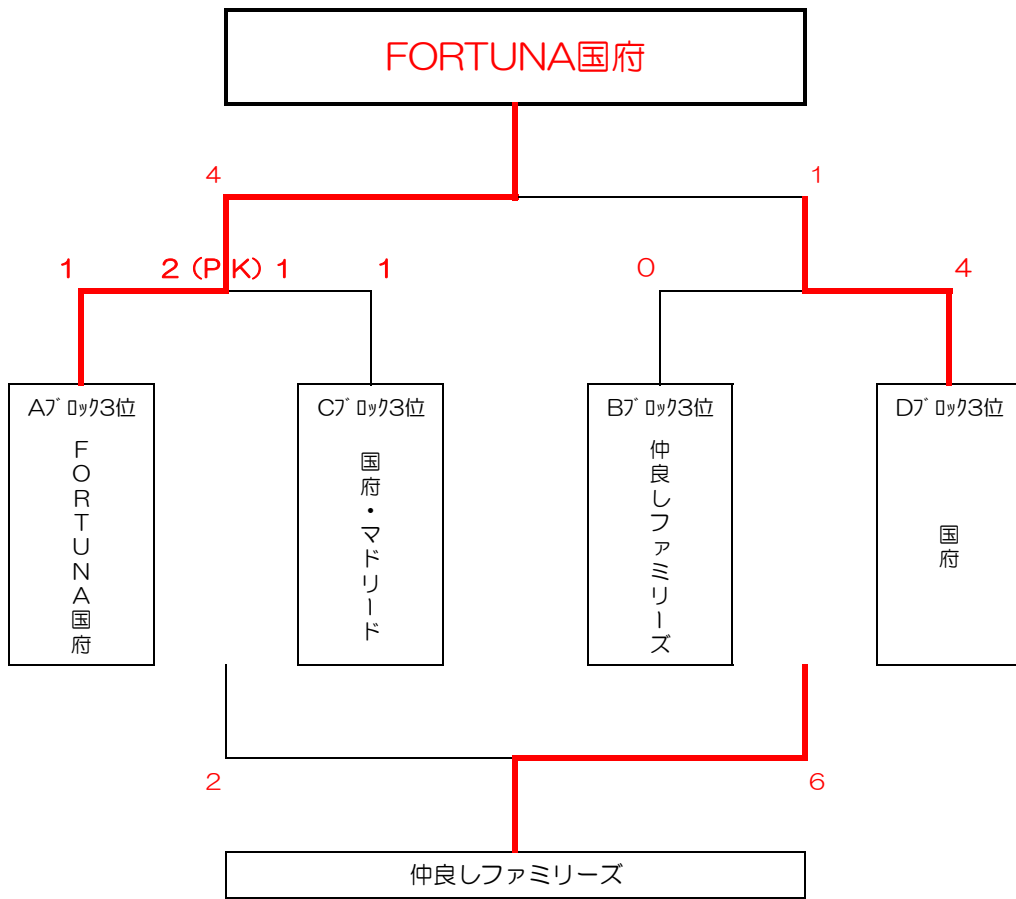 FORTUNA国府
4
1
1
2（PK）1
1
0
4
Aﾌﾞﾛｯｸ3位
Cﾌﾞﾛｯｸ3位
Bﾌﾞﾛｯｸ3位
Dﾌﾞﾛｯｸ3位
FORTUNA国府
国府・マドリード
仲良しファミリーズ
国府
2
6
仲良しファミリーズ